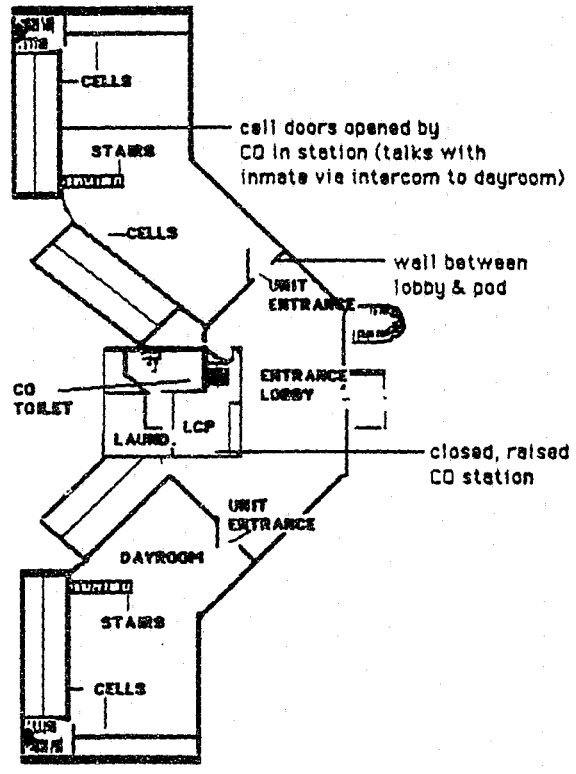 CELLS
cell doors opened by
CO in station (talks with
inmate via intercom to dayroom)
STAIRS
CELLS
wall between
lobby & pod
UNIT
ENTRANCE
CO
TOILET
ENTRANCE
LOBBY
LCP
LAUND.
closed, raised
CO station
UNIT
ENTRANCE
DAYROOM
STAIRS
CELLS